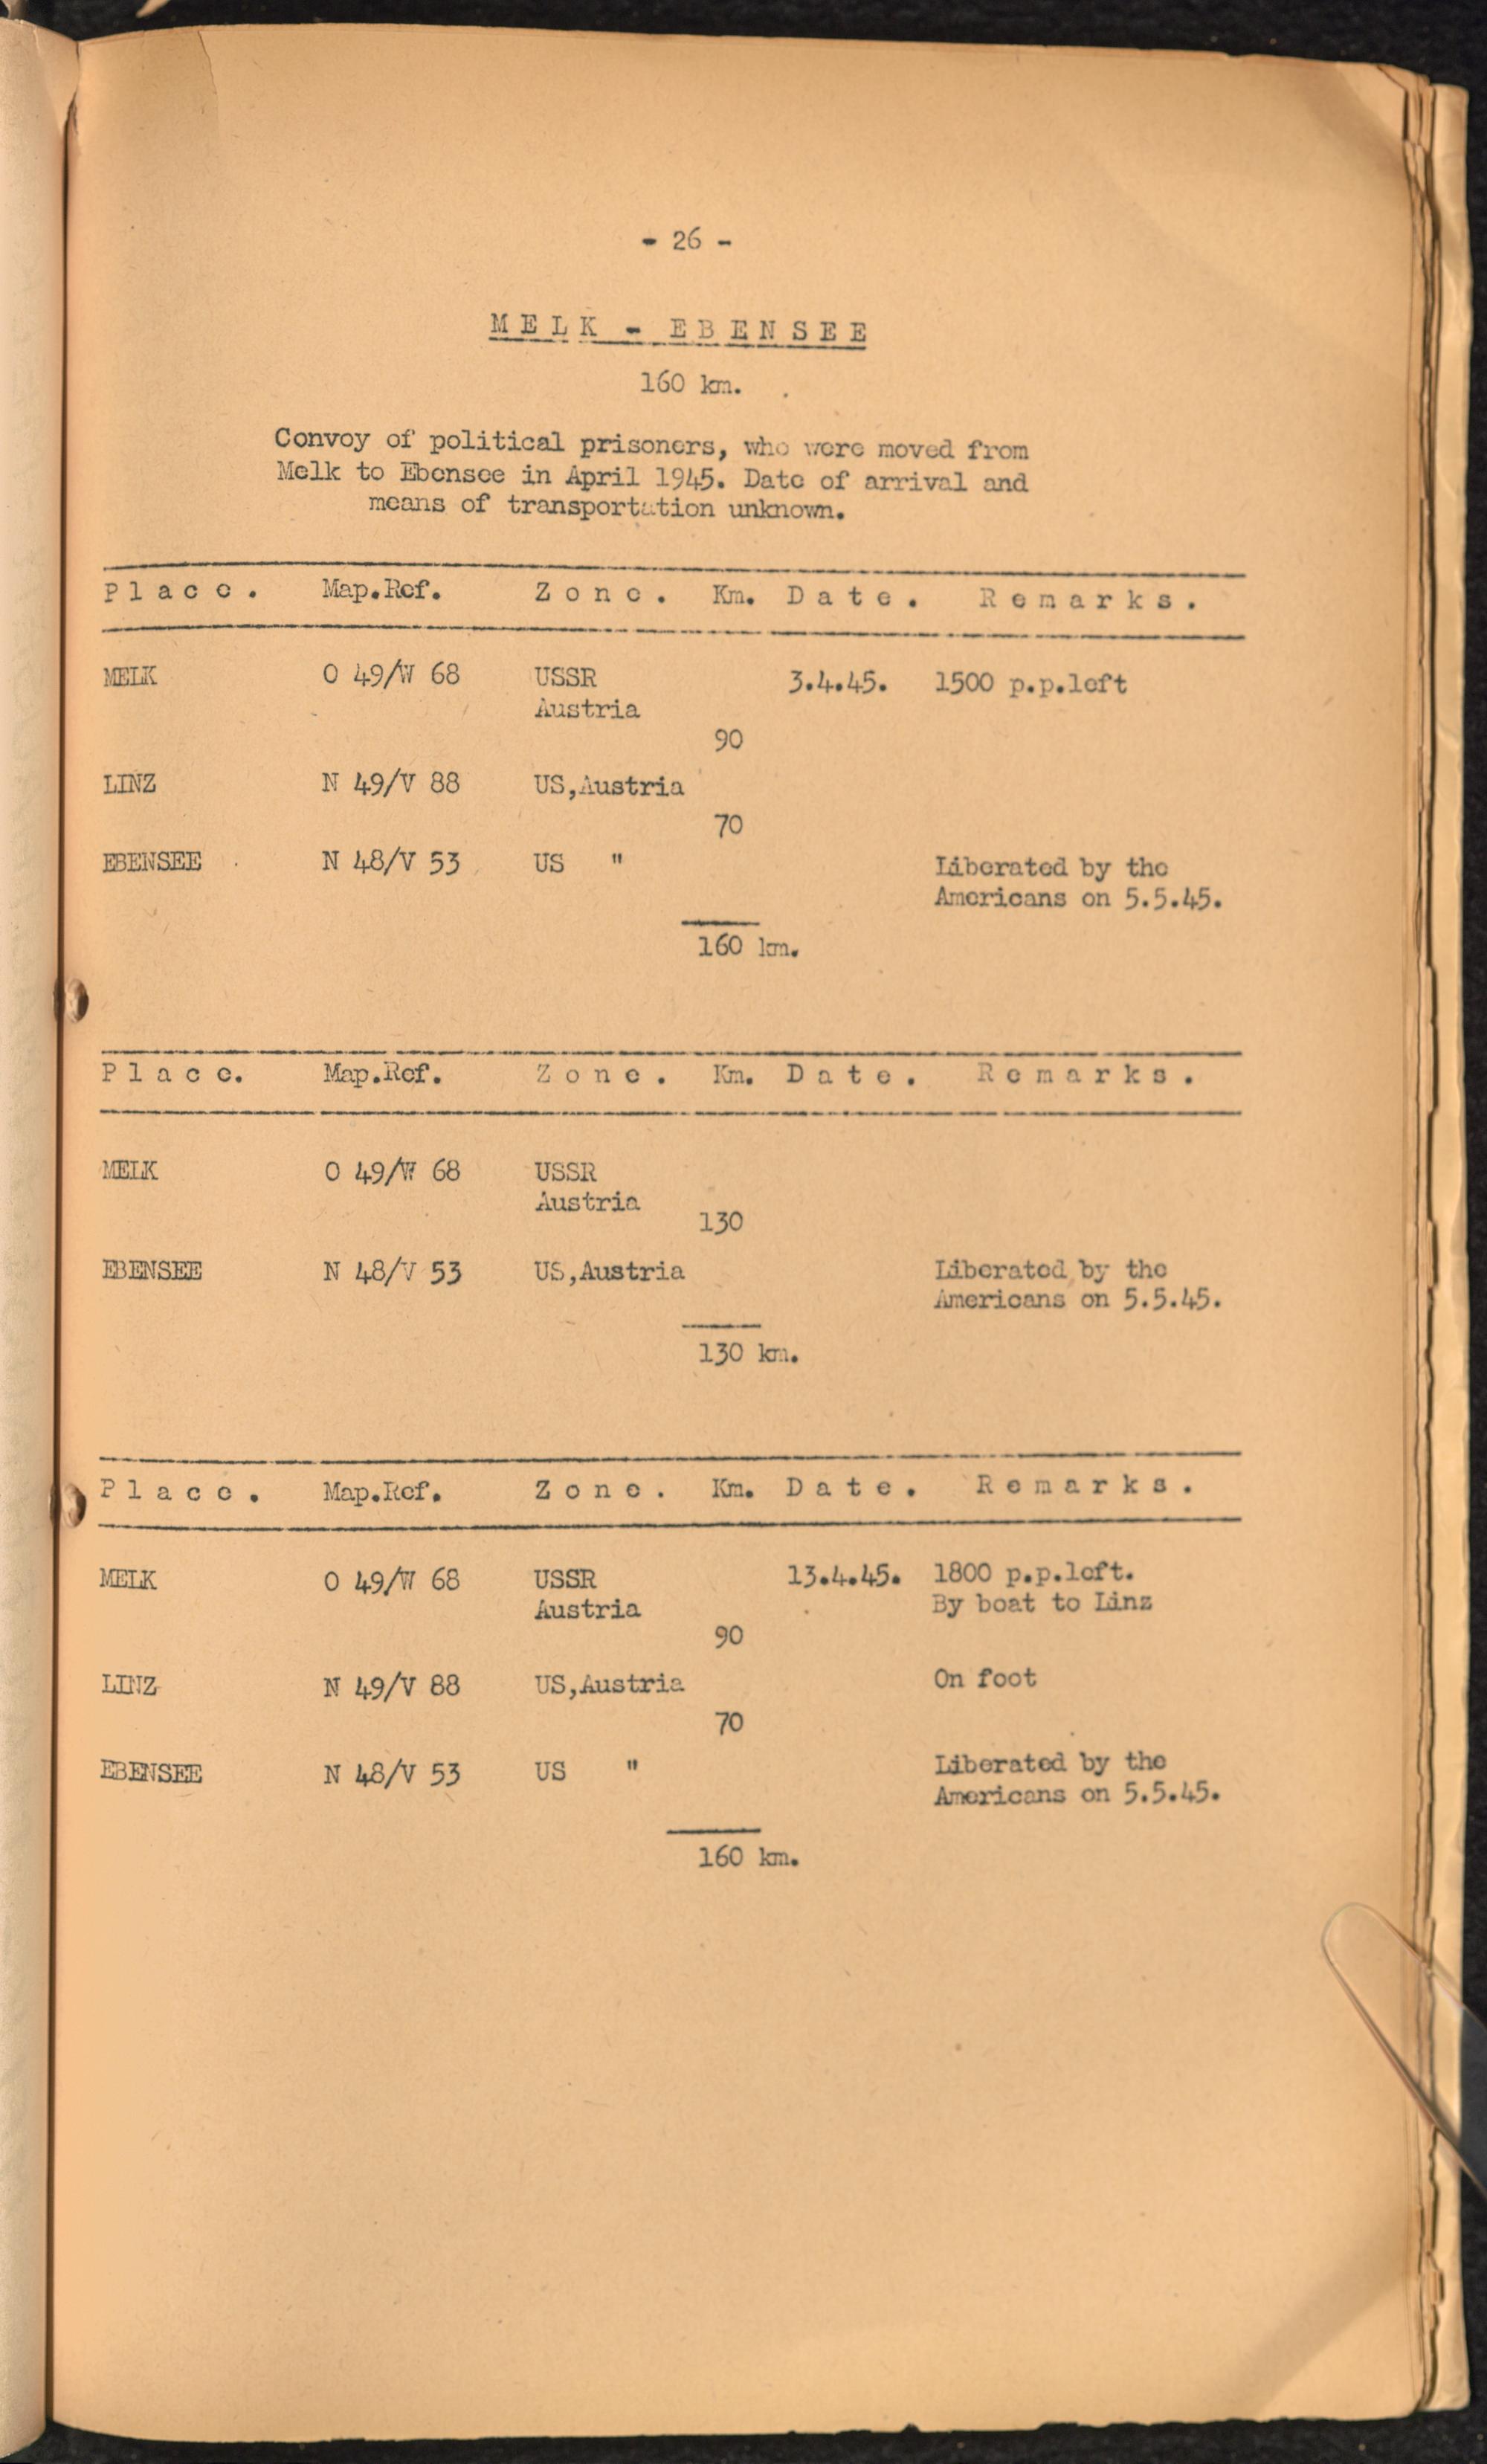 - 26 -
MELK - EBENSEE
160 km.
Convoy of political prisoners, who were moved from
Melk to Ebensee in April 1945. Date of arrival and
means of transportation unknown.
Place. Map.Ref. Zone. Km. Date. Remarks.
MELK O 49/W 68 USSR 3.4.45. 1500 p.p.left
Austria
90
LINZ N 49/V 88 US,Austria
70
EBENSEE N 48/V 53 US " Liberated by the
Americans on 5.5.45.
160 km.
Place. Map.Ref. Zone. Km. Date. Remarks.
MELK O 49/W 68 USSR
Austria
130
EBENSEE N 48/V 53 US,Austria Liberated by the
Americans on 5.5.45.
130 km.
Place. Map.Ref. Zone. Km. Date. Remarks.
MELK O 49/W 68 USSR 13.4.45. 1800 p.p.left.
Austria By boat to Linz
90
LINZ N 49/V 88 US,Austria On foot
70
EBENSEE N 48/V 53 US " Liberated by the
Americans on 5.5.45.
160 km.